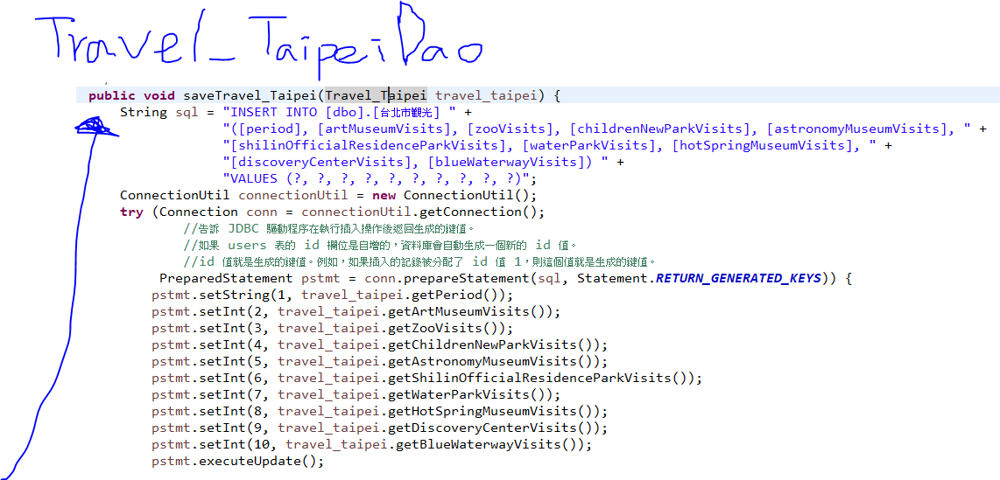 Travel_TaipeiDao
public void saveTravel_Taipei(Travel_Taipei travel_taipei) {
String sql = "INSERT INTO [dbo].[台北市觀光] " +
"([period], [artMuseumVisits], [zooVisits], [childrenNewParkVisits], [astronomyMuseumVisits], " +
"[shilinOfficialResidenceParkVisits], [waterParkVisits], [hotSpringMuseumVisits], " +
"[discoveryCenterVisits], [blueWaterwayVisits]) " +
"VALUES (?, ?, ?, ?, ?, ?, ?, ?, ?, ?)";
ConnectionUtil connectionUtil = new ConnectionUtil();
try (Connection conn = connectionUtil.getConnection();
//告訴 JDBC 驅動程序在執行插入操作後返回生成的鍵值。
//如果 users 表的 id 欄位是自增的，資料庫會自動生成一個新的 id 值。
//id 值就是生成的鍵值。例如，如果插入的記錄被分配了 id 值 1，則這個值就是生成的鍵值。
PreparedStatement pstmt = conn.prepareStatement(sql, Statement.RETURN_GENERATED_KEYS)) {
pstmt.setString(1, travel_taipei.getPeriod());
pstmt.setInt(2, travel_taipei.getArtMuseumVisits());
pstmt.setInt(3, travel_taipei.getZooVisits());
pstmt.setInt(4, travel_taipei.getChildrenNewParkVisits());
pstmt.setInt(5, travel_taipei.getAstronomyMuseumVisits());
pstmt.setInt(6, travel_taipei.getShilinOfficialResidenceParkVisits());
pstmt.setInt(7, travel_taipei.getWaterParkVisits());
pstmt.setInt(8, travel_taipei.getHotSpringMuseumVisits());
pstmt.setInt(9, travel_taipei.getDiscoveryCenterVisits());
pstmt.setInt(10, travel_taipei.getBlueWaterwayVisits());
pstmt.executeUpdate();